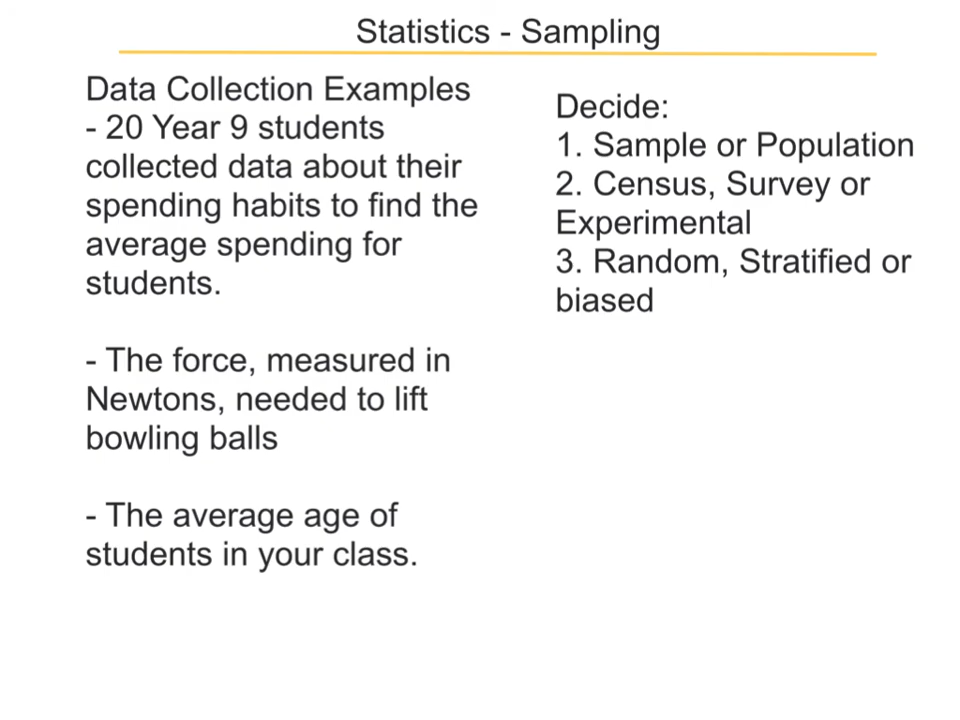 Statistics - Sampling
Data Collection Examples
- 20 Year 9 students
collected data about their
spending habits to find the
average spending for
students.
- The force, measured in
Newtons, needed to lift
bowling balls
- The average age of
students in your class.
Decide:
1. Sample or Population
2. Census, Survey or
Experimental
3. Random, Stratified or
biased